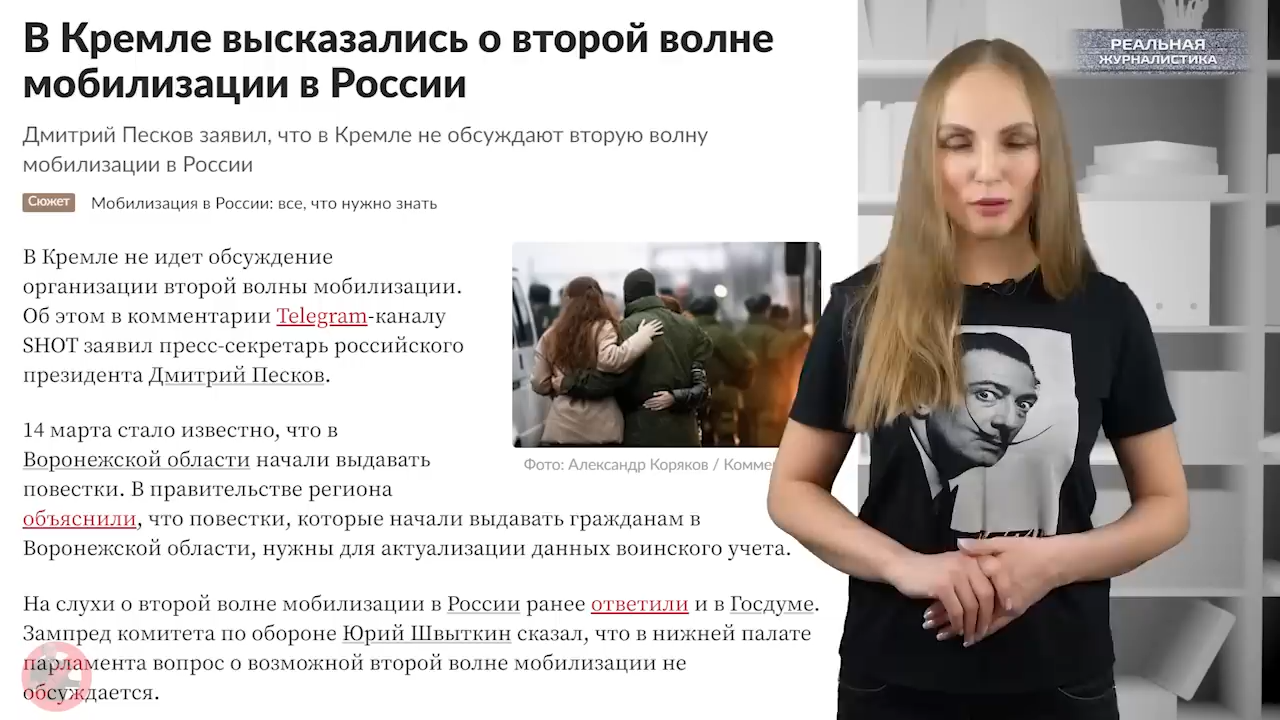 В Кремле высказались о второй волне
мобилизации в России
Дмитрий Песков заявил, что в Кремле не обсуждают вторую волну
мобилизации в России
Сюжет Мобилизация в России: все, что нужно знать
В Кремле не идет обсуждение
организации второй волны мобилизации.
Об этом в комментарии Telegram-каналу
SHOT заявил пресс-секретарь российского
президента Дмитрий Песков.
Фото: Александр Коряков /
14 марта стало известно, что в
Воронежской области начали выдавать
повестки. В правительстве региона
объяснили, что повестки, которые начали выдавать гражданам в
Воронежской области, нужны для актуализации данных воинского учета.
На слухи о второй волне мобилизации в России ранее ответили и в Госдуме.
Зампред комитета по обороне Юрий Швыткин сказал, что в нижней палате
парламента вопрос о возможной второй волне мобилизации не
обсуждается.
РЕАЛЬНАЯ
ЖУРНАЛИСТИКА